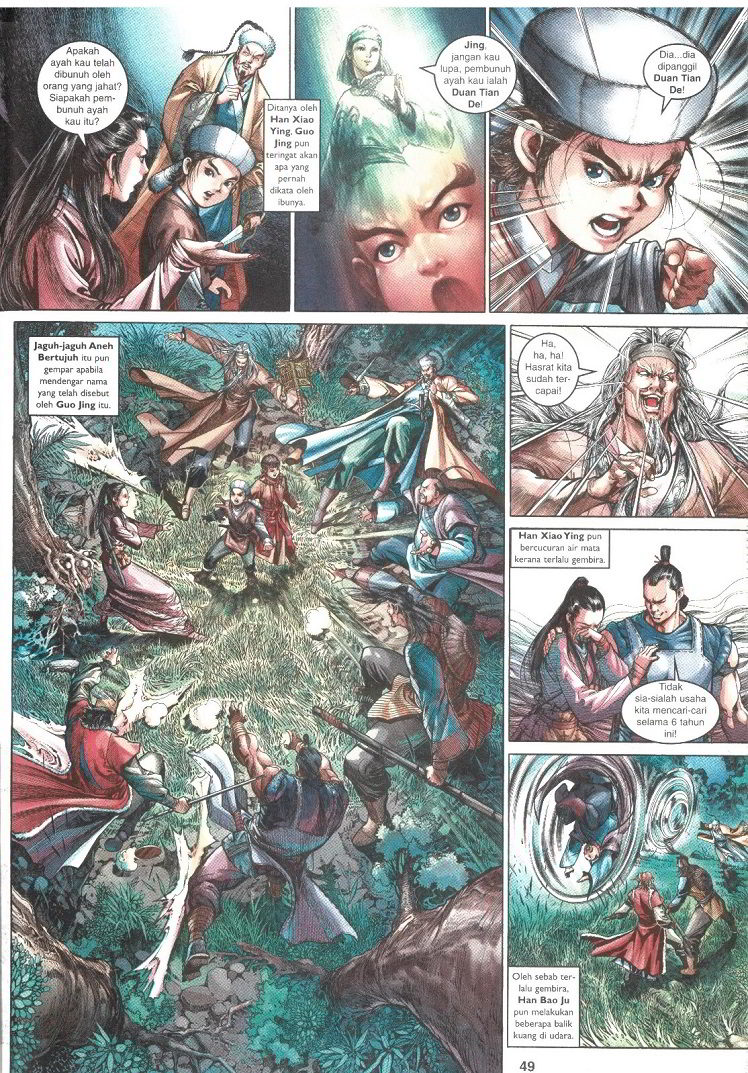 Apakah
ayah kau telah
dibunuh oleh
orang yang jahat?
Siapakah pem-
bunuh ayah
kau itu?
Ditanya oleh
Han Xiao
Ying, Guo
Jing pun
teringat akan
apa yang
pernah
dikata oleh
ibunya.
Jing,
jangan kau
lupa, pembunuh
ayah kau ialah
Duan Tian
De!
Dia...dia
dipanggil
Duan Tian
De!
Jaguh-jaguh Aneh
Bertujuh itu pun
gempar apabila
mendengar nama
yang telah disebut
oleh Guo Jing itu.
Ha,
ha, ha!
Hasrat kita
sudah ter-
capai!
Han Xiao Ying pun
bercucuran air mata
kerana terlalu gembira.
Tidak
sia-sialah usaha
kita mencari-cari
selama 6 tahun
ini!
Oleh sebab ter-
lalu gembira,
Han Bao Ju
pun melakukan
beberapa balik
kuang di udara.
49